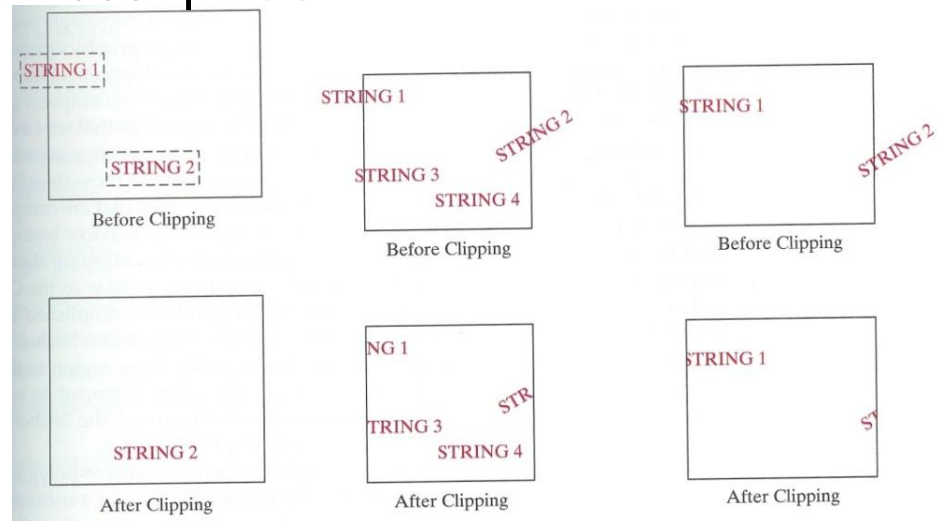 STRING 1
STRING 2
Before Clipping
STRING 2
After Clipping
STRING 1
STRING 2
STRING 3
STRING 4
Before Clipping
NG 1
STR
TRING 3
STRING 4
After Clipping
STRING 1
STRING 2
Before Clipping
STRING 1
ST
After Clipping